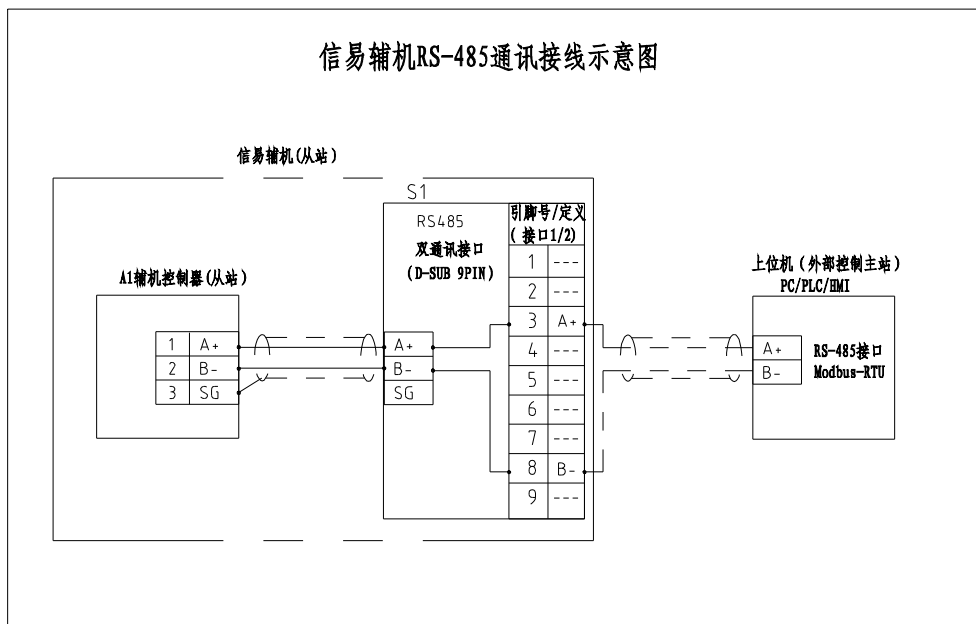 信易辅机RS-485通讯接线示意图
信易辅机(从站)
S1
RS485
双通讯接口
(D-SUB 9PIN)
引脚号/定义
(接口1/2)
1 ---
2 ---
3 A+
4 ---
5 ---
6 ---
7 ---
8 B-
9 ---
A1辅机控制器(从站)
1 A+
2 B-
3 SG
A+
B-
SG
上位机(外部控制主站)
PC/PLC/HMI
A+
B-
RS-485接口
Modbus-RTU